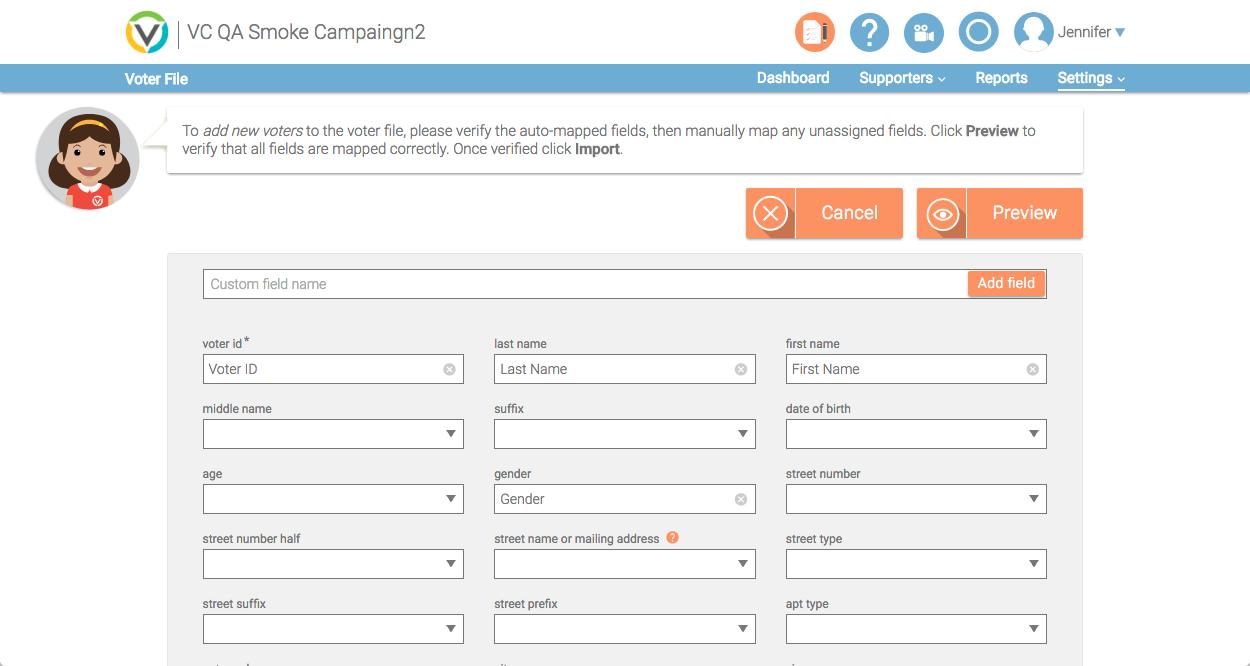 VC QA Smoke Campaingn2
Jennifer
Voter File
Dashboard
Supporters
Reports
Settings
To add new voters to the voter file, please verify the auto-mapped fields, then manually map any unassigned fields. Click Preview to
verify that all fields are mapped correctly. Once verified click Import.
Cancel
Preview
Custom field name
Add field
voter id*
last name
first name
Voter ID
Last Name
First Name
middle name
suffix
date of birth
age
gender
street number
Gender
street number half
street name or mailing address ?
street type
street suffix
street prefix
apt type